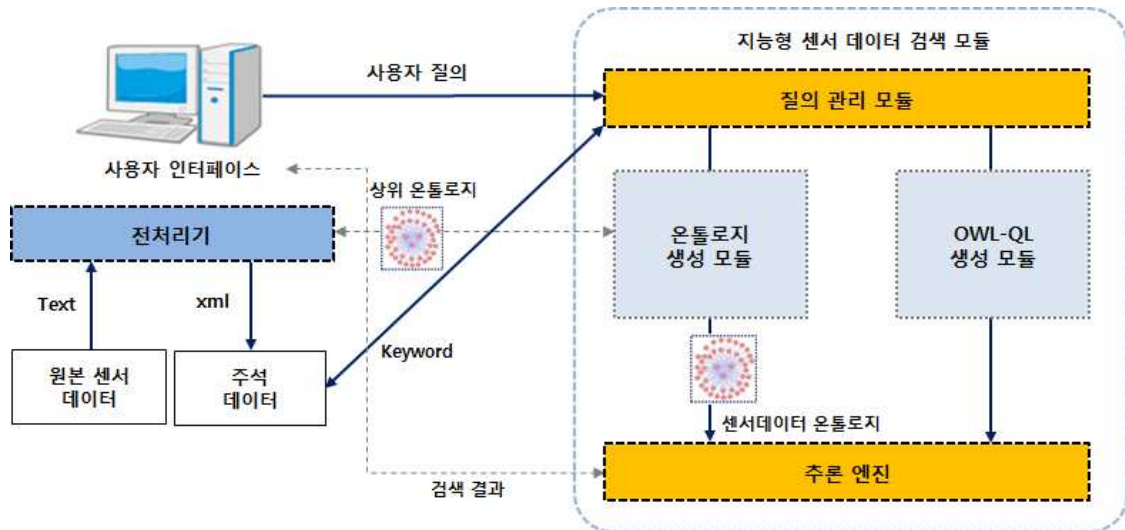 지능형 센서 데이터 검색 모듈
사용자 질의
질의 관리 모듈
사용자 인터페이스
상위 온톨로지
전처리기
온톨로지
생성 모듈
OWL-QL
생성 모듈
Text
xml
Keyword
원본 센서
데이터
주석
데이터
센서데이터 온톨로지
추론 엔진
검색 결과